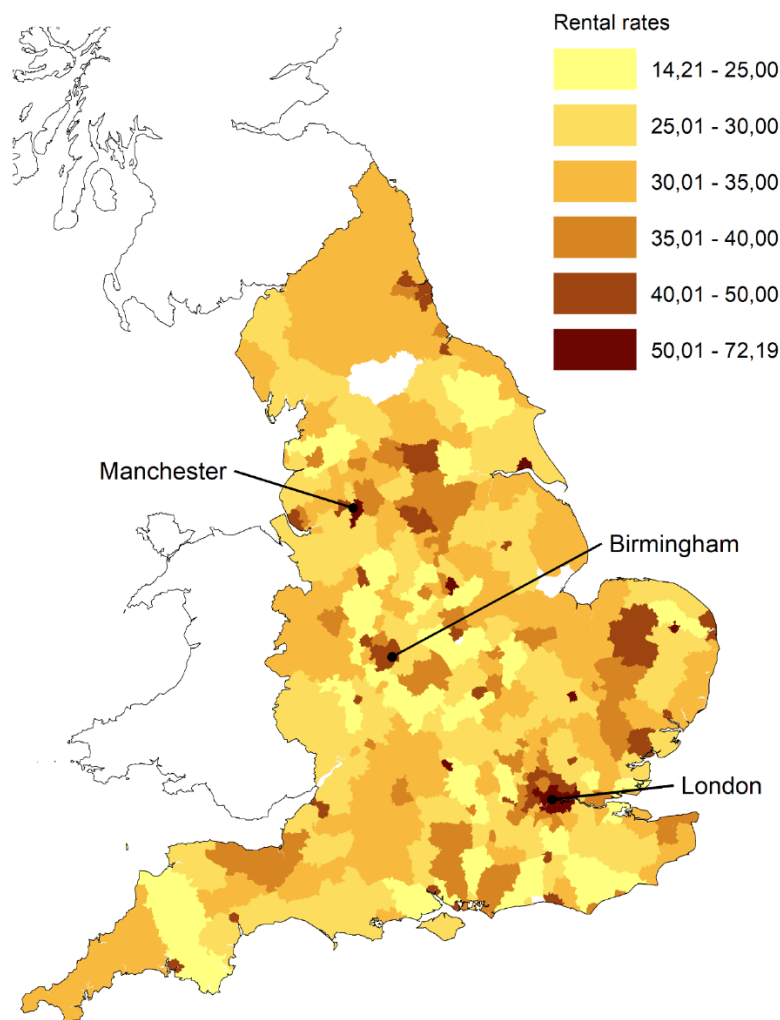 Rental rates
14,21 - 25,00
25,01 - 30,00
30,01 - 35,00
35,01 - 40,00
40,01 - 50,00
50,01 - 72,19
Manchester
Birmingham
London